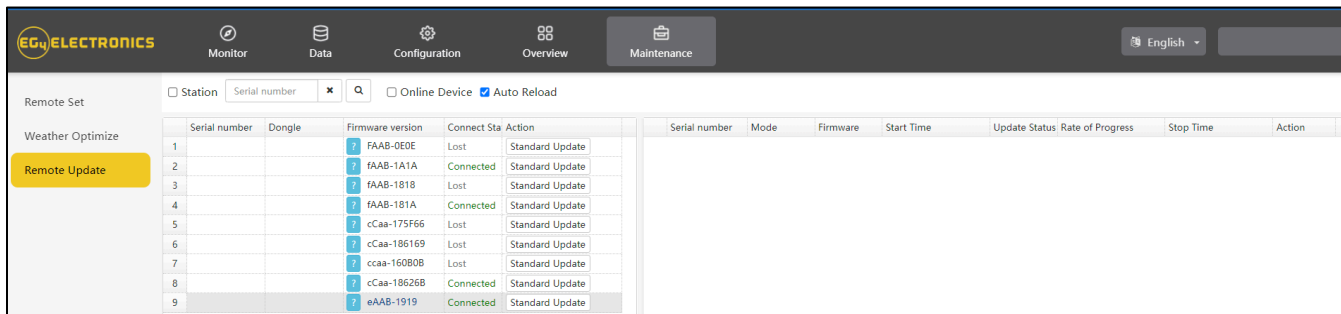 EG4 ELECTRONICS
Monitor Data Configuration Overview Maintenance
English
Remote Set
Weather Optimize
Remote Update
Station Serial number Online Device Auto Reload
Serial number Dongle Firmware version Connect Sta Action
1 ? FAAB-0E0E Lost Standard Update
2 ? fAAB-1A1A Connected Standard Update
3 ? fAAB-1818 Lost Standard Update
4 ? fAAB-181A Connected Standard Update
5 ? cCaa-175F66 Lost Standard Update
6 ? cCaa-186169 Lost Standard Update
7 ? ccaa-160B0B Lost Standard Update
8 ? cCaa-18626B Connected Standard Update
9 ? eAAB-1919 Connected Standard Update
Serial number Mode Firmware Start Time Update Status Rate of Progress Stop Time Action